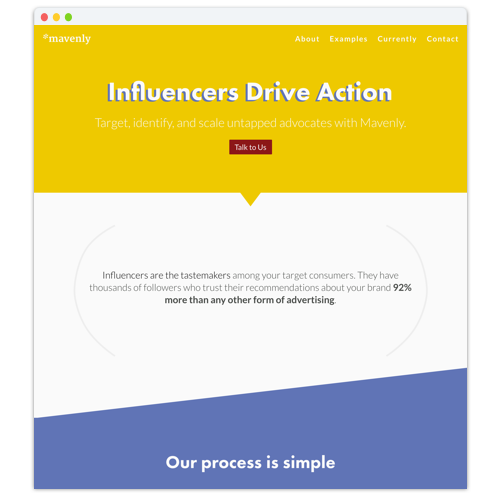 @mavenly
About Examples Currently Contact
Influencers Drive Action
Target, identify, and scale untapped advocates with Mavenly.
Talk to Us
Influencers are the tastemakers among your target consumers. They have
thousands of followers who trust their recommendations about your brand 92%
more than any other form of advertising.
Our process is simple